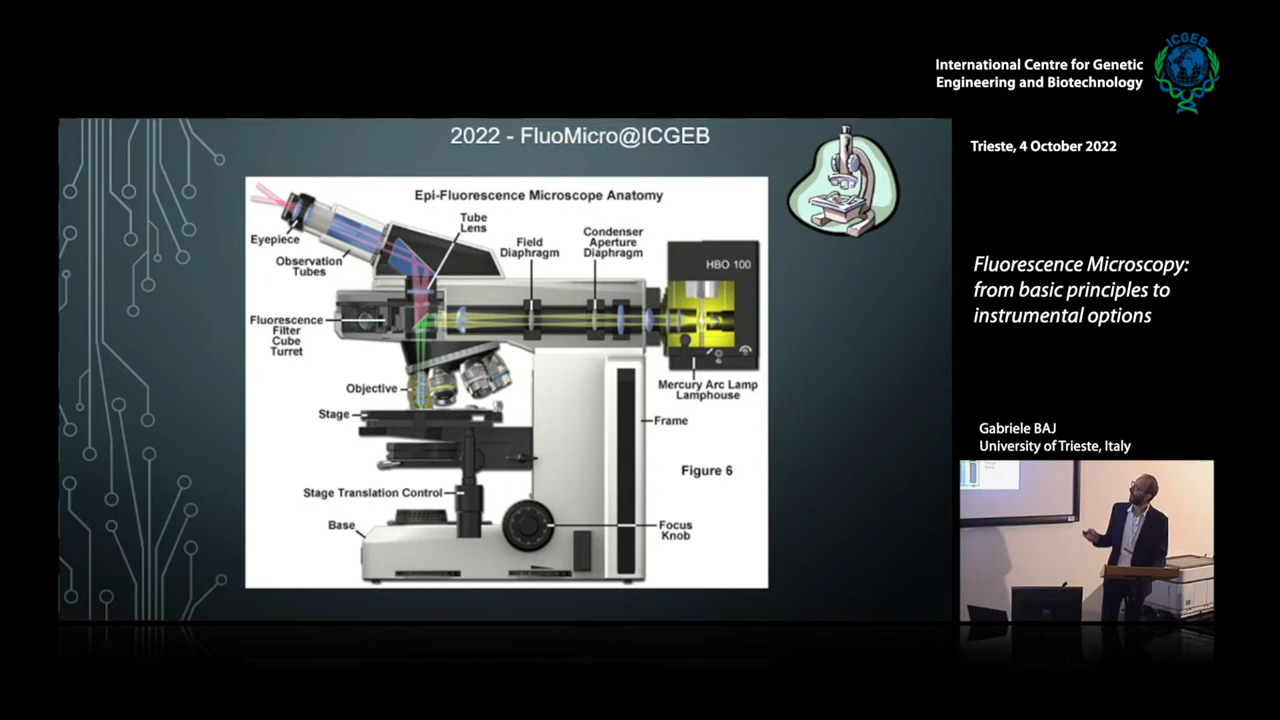 International Centre for Genetic
Engineering and Biotechnology
ICGEB
Trieste, 4 October 2022
2022 - FluoMicro@ICGEB
Epi-Fluorescence Microscope Anatomy
Eyepiece
Observation
Tubes
Tube
Lens
Field
Diaphragm
Condenser
Aperture
Diaphragm
HBO 100
Fluorescence
Filter
Cube
Turret
Objective
Stage
Mercury Arc Lamp
Lamphouse
Frame
Figure 6
Stage Translation Control
Base
Focus
Knob
Fluorescence Microscopy:
from basic principles to
instrumental options
Gabriele BAJ
University of Trieste, Italy